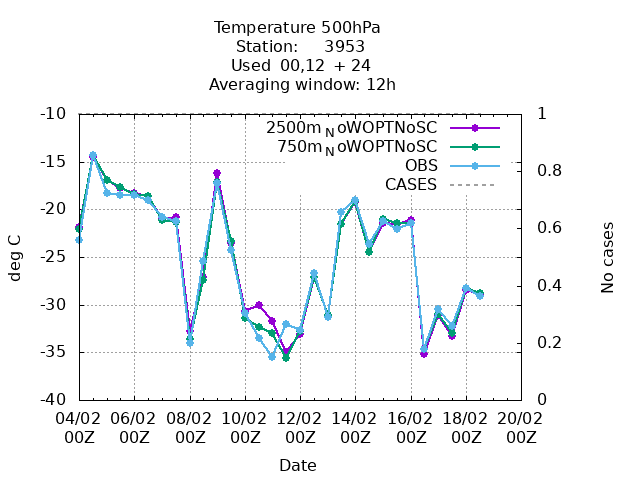 Temperature 500hPa
Station: 3953
Used 00,12 + 24
Averaging window: 12h
2500m_NoWOPTNoSC
750m_NoWOPTNoSC
OBS
CASES
-10
-15
-20
-25
-30
-35
-40
deg C
1
0.8
0.6
0.4
0.2
0
No cases
04/02 06/02 08/02 10/02 12/02 14/02 16/02 18/02 20/02
00Z 00Z 00Z 00Z 00Z 00Z 00Z 00Z 00Z
Date